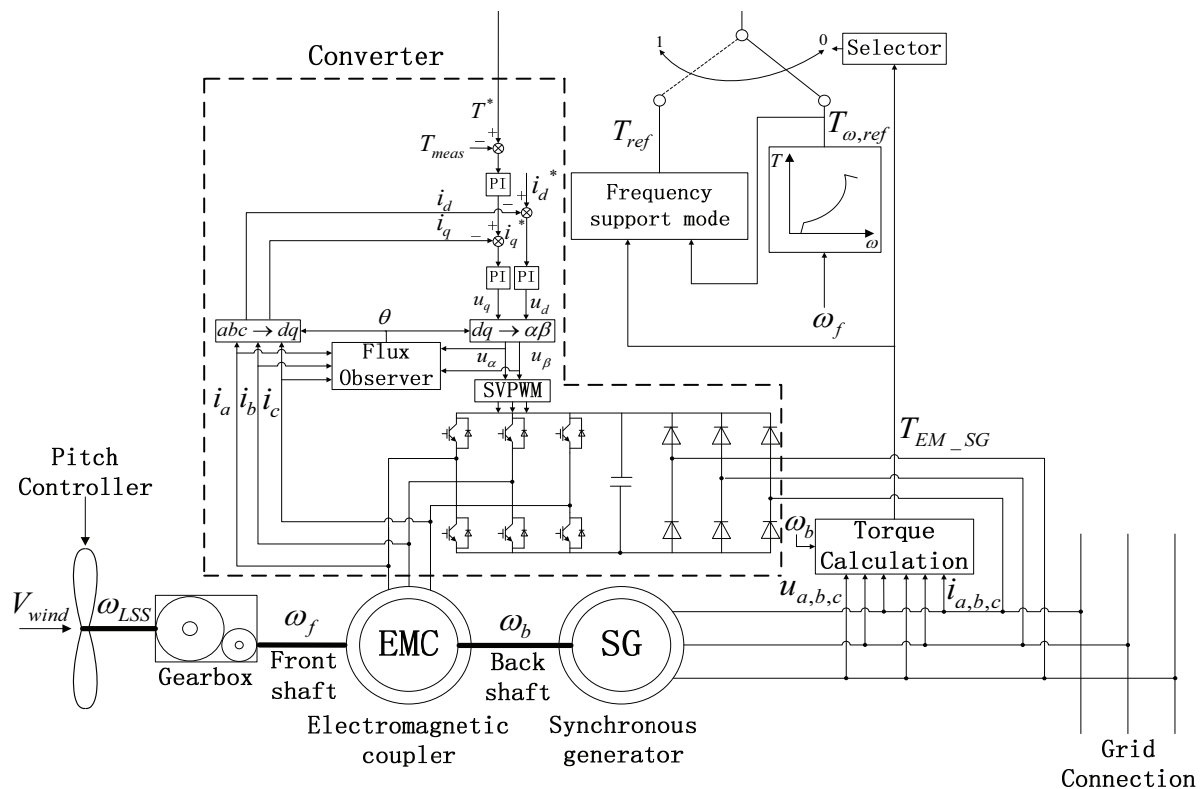 Converter
1
0
Selector
T*
+
T_meas
−
T_ref
T_ω,ref
PI
T
ω
Frequency
support mode
i_d
−
+
i_d*
i_q
−
+
i_q*
PI
PI
ω_f
u_q
u_d
θ
abc → dq
dq → αβ
Flux
Observer
u_α
u_β
SVPWM
i_a
i_b
i_c
T_EM_SG
Pitch
Controller
ω_b
Torque
Calculation
u_a,b,c
i_a,b,c
V_wind
ω_LSS
ω_f
EMC
ω_b
SG
Gearbox
Front
shaft
Back
shaft
Electromagnetic
coupler
Synchronous
generator
Grid
Connection